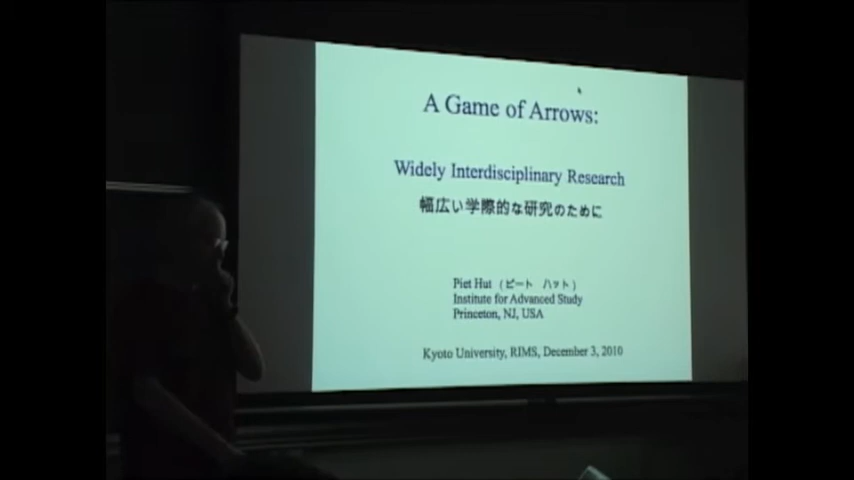 A Game of Arrows:
Widely Interdisciplinary Research
幅広い学際的な研究のために
Piet Hut (ピート ハット)
Institute for Advanced Study
Princeton, NJ, USA
Kyoto University, RIMS, December 3, 2010